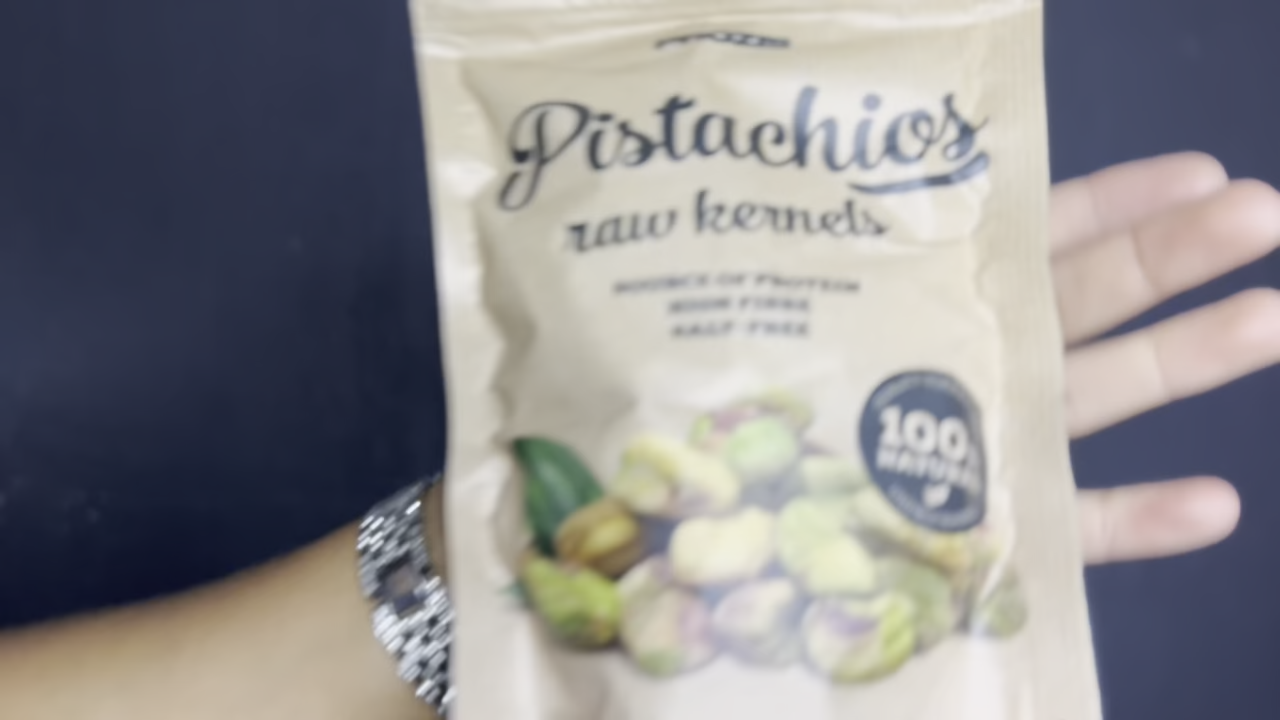 Pistachios
raw kernels
SOURCE OF PROTEIN
HIGH FIBRE
SALT-FREE
100%
NATURAL